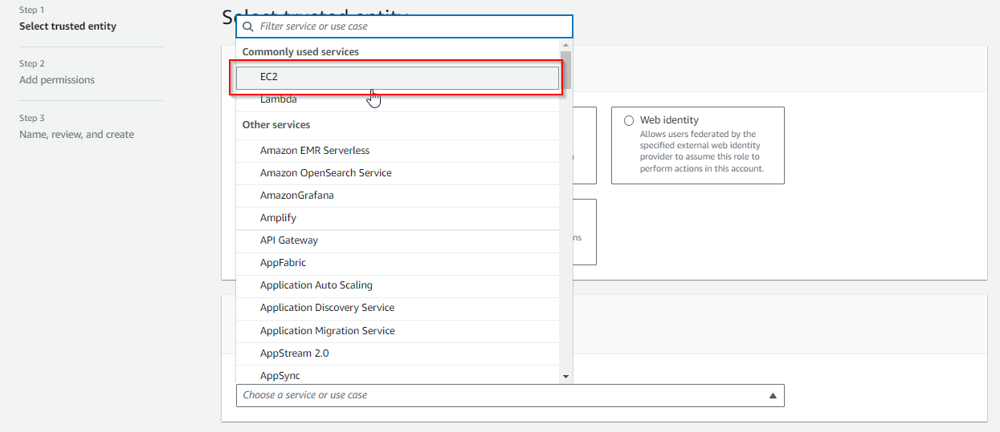 Step 1
Select trusted entity
Step 2
Add permissions
Step 3
Name, review, and create
Select trusted entity
Filter service or use case
Commonly used services
EC2
Lambda
Other services
Amazon EMR Serverless
Amazon OpenSearch Service
AmazonGrafana
Amplify
API Gateway
AppFabric
Application Auto Scaling
Application Discovery Service
Application Migration Service
AppStream 2.0
AppSync
Choose a service or use case
Web identity
Allows users federated by the
specified external web identity
provider to assume this role to
perform actions in this account.